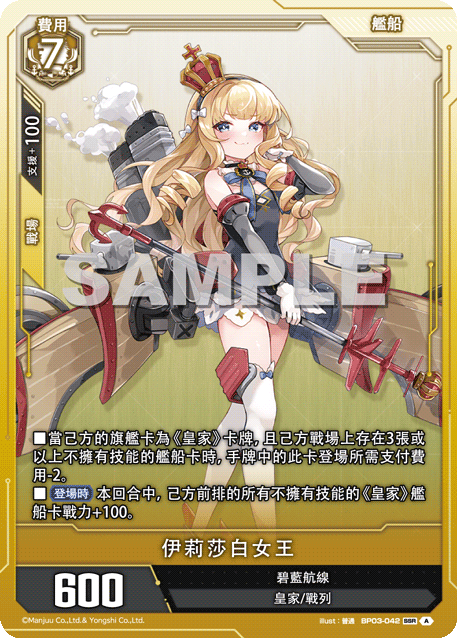 費用
7
艦船
支援+100
戰場
SAMPLE
■當己方的旗艦卡為《皇家》卡牌, 且己方戰場上存在3張或
以上不擁有技能的艦船卡時, 手牌中的此卡登場所需支付費
用-2。
■ 登場時 本回合中, 己方前排的所有不擁有技能的《皇家》艦
船卡戰力+100。
伊莉莎白女王
600
碧藍航線
皇家/戰列
©Manjuu Co.,Ltd.& Yongshi Co.,Ltd.
illust : 普通 BP03-042 SSR A